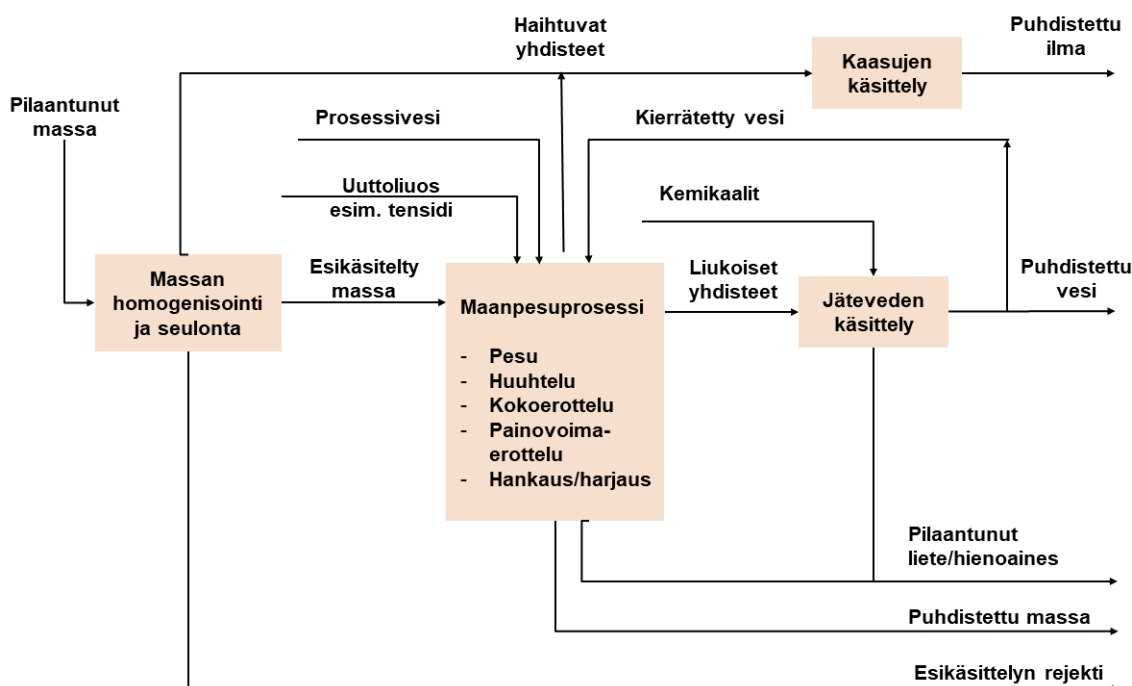 Haihtuvat
yhdisteet
Puhdistettu
ilma
Kaasujen
käsittely
Pilaantunut
massa
Prosessivesi
Kierrätetty vesi
Uuttoliuos
esim. tensidi
Kemikaalit
Massan
homogenisointi
ja seulonta
Esikäsitelty
massa
Maanpesuprosessi
- Pesu
- Huuhtelu
- Kokoerottelu
- Painovoima-
erottelu
- Hankaus/harjaus
Liukoiset
yhdisteet
Jäteveden
käsittely
Puhdistettu
vesi
Pilaantunut
liete/hienoaines
Puhdistettu massa
Esikäsittelyn rejekti